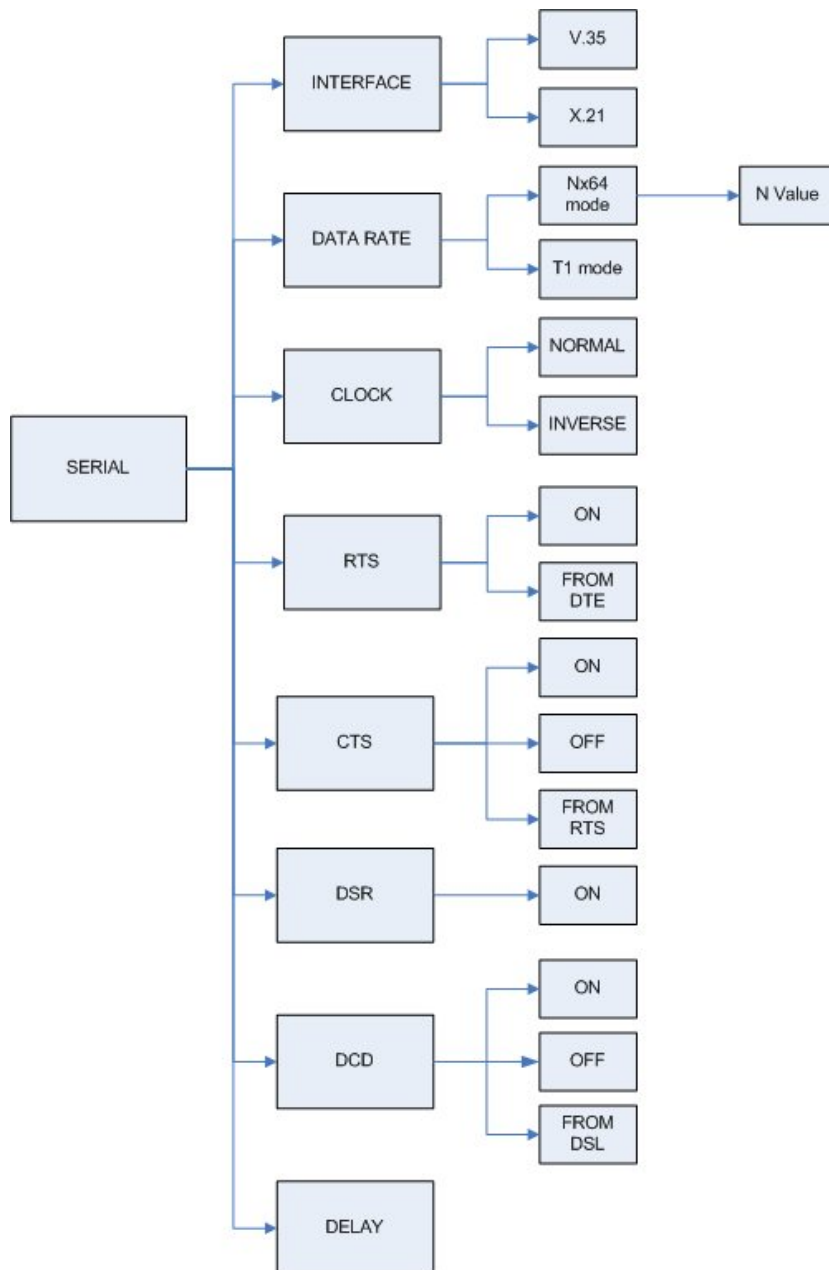 SERIAL
INTERFACE
V.35
X.21
DATA RATE
Nx64
mode
N Value
T1 mode
CLOCK
NORMAL
INVERSE
RTS
ON
FROM
DTE
CTS
ON
OFF
FROM
RTS
DSR
ON
DCD
ON
OFF
FROM
DSL
DELAY